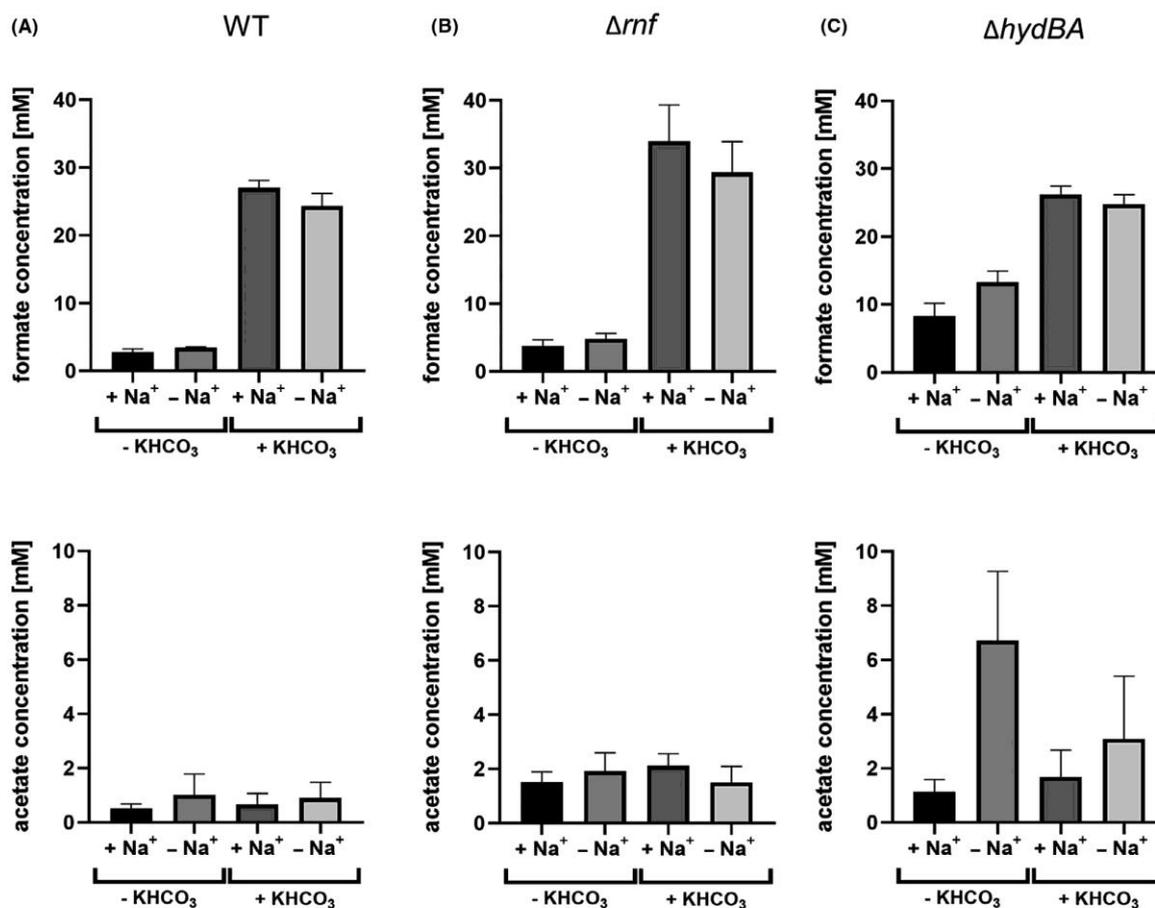 (A) WT (B) Δrnf (C) ΔhydBA
formate concentration [mM]
40
30
20
10
0
+ Na⁺ – Na⁺ + Na⁺ – Na⁺
- KHCO₃ + KHCO₃
formate concentration [mM]
40
30
20
10
0
+ Na⁺ – Na⁺ + Na⁺ – Na⁺
- KHCO₃ + KHCO₃
formate concentration [mM]
40
30
20
10
0
+ Na⁺ – Na⁺ + Na⁺ – Na⁺
- KHCO₃ + KHCO₃
acetate concentration [mM]
10
8
6
4
2
0
+ Na⁺ – Na⁺ + Na⁺ – Na⁺
- KHCO₃ + KHCO₃
acetate concentration [mM]
10
8
6
4
2
0
+ Na⁺ – Na⁺ + Na⁺ – Na⁺
- KHCO₃ + KHCO₃
acetate concentration [mM]
10
8
6
4
2
0
+ Na⁺ – Na⁺ + Na⁺ – Na⁺
- KHCO₃ + KHCO₃